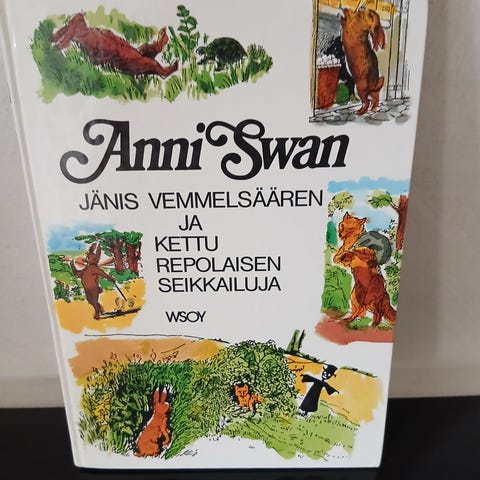 Anni Swan
JÄNIS VEMMELSÄÄREN
JA
KETTU
REPOLAISEN
SEIKKAILUJA
WSOY